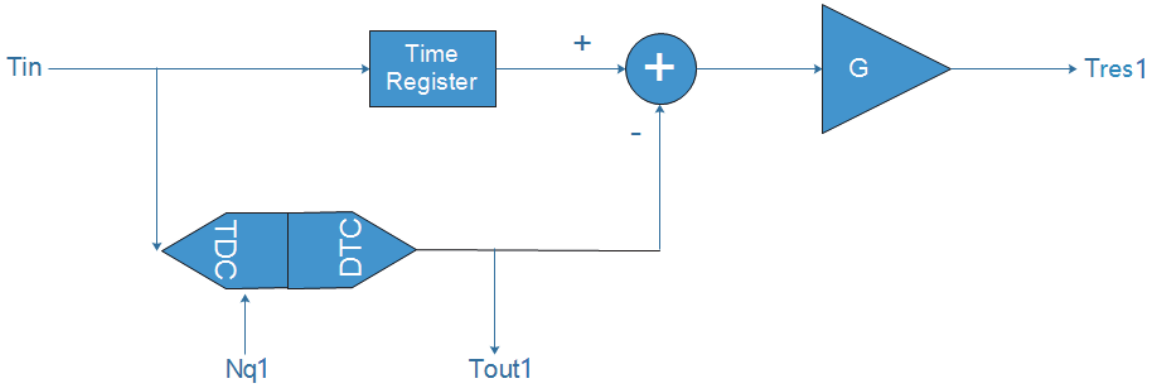 Tin
Time
Register
+
+
G
Tres1
-
TDC
DTC
Nq1
Tout1